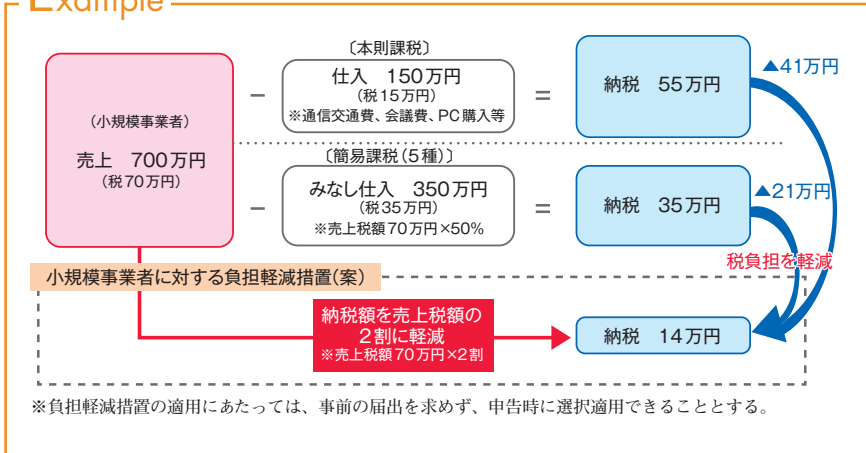 Example
〔本則課税〕
(小規模事業者)
売上 700万円
(税70万円)
−
仕入 150万円
(税15万円)
※通信交通費、会議費、PC購入等
=
納税 55万円
▲41万円
〔簡易課税(5種)〕
−
みなし仕入 350万円
(税35万円)
※売上税額70万円×50%
=
納税 35万円
▲21万円
税負担を軽減
小規模事業者に対する負担軽減措置(案)
納税額を売上税額の
2割に軽減
※売上税額70万円×2割
納税 14万円
※負担軽減措置の適用にあたっては、事前の届出を求めず、申告時に選択適用できることとする。